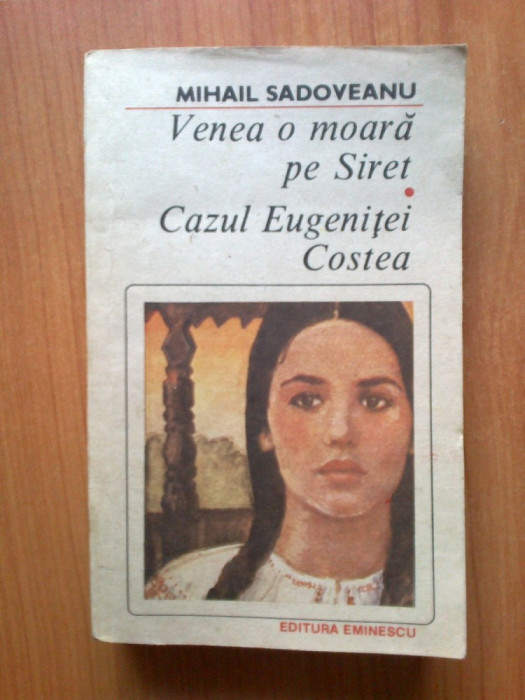 MIHAIL SADOVEANU
Venea o moară
pe Siret
•
Cazul Eugeniţei
Costea
EDITURA EMINESCU